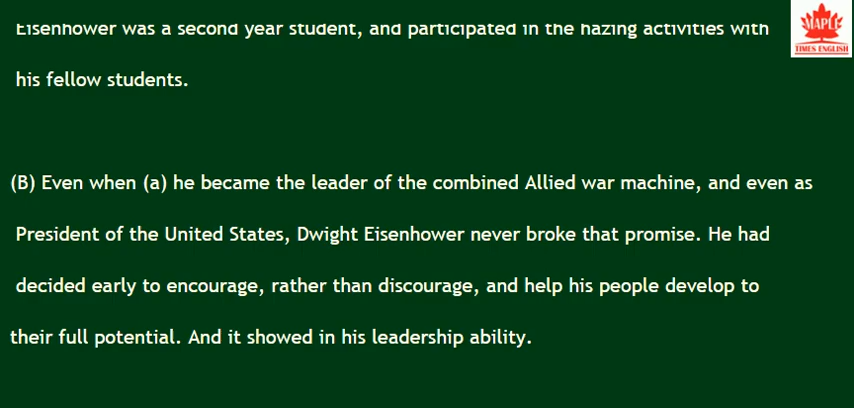 Eisenhower was a second year student, and participated in the hazing activities with
his fellow students.
(B) Even when (a) he became the leader of the combined Allied war machine, and even as
President of the United States, Dwight Eisenhower never broke that promise. He had
decided early to encourage, rather than discourage, and help his people develop to
their full potential. And it showed in his leadership ability.
MAPLE
TIMES ENGLISH